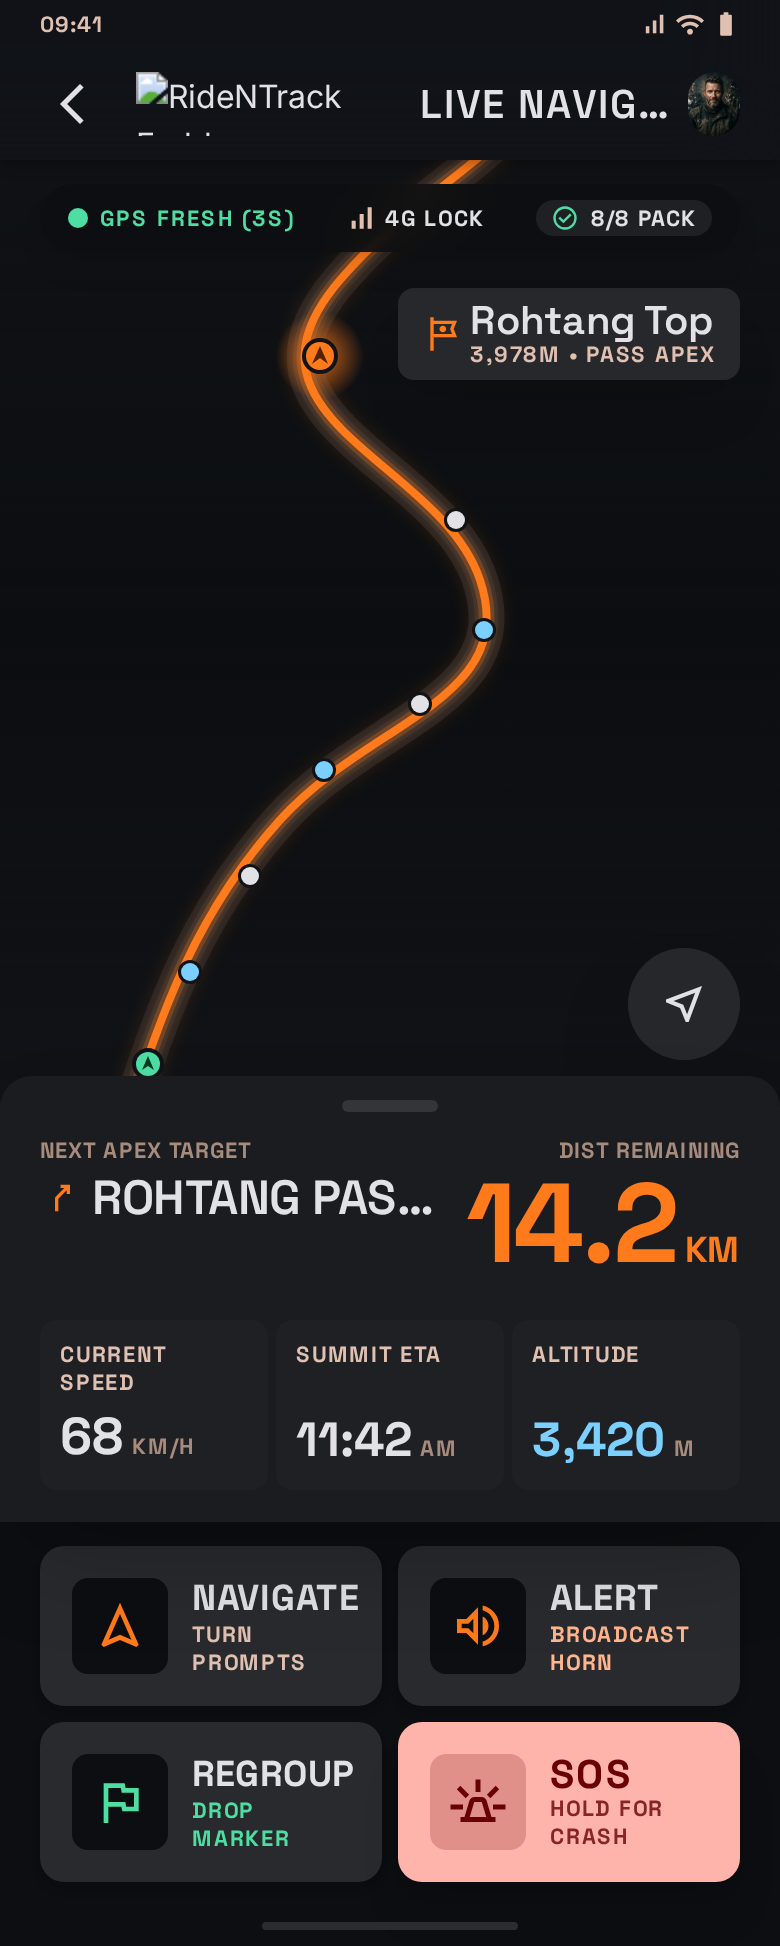 09:41
RideNTrack
LIVE NAVIG...
GPS FRESH (3S)
4G LOCK
8/8 PACK
Rohtang Top
3,978M • PASS APEX
NEXT APEX TARGET
DIST REMAINING
ROHTANG PAS...
14.2 KM
CURRENT
SPEED
68 KM/H
SUMMIT ETA
11:42 AM
ALTITUDE
3,420 M
NAVIGATE
TURN
PROMPTS
ALERT
BROADCAST
HORN
REGROUP
DROP
MARKER
SOS
HOLD FOR
CRASH